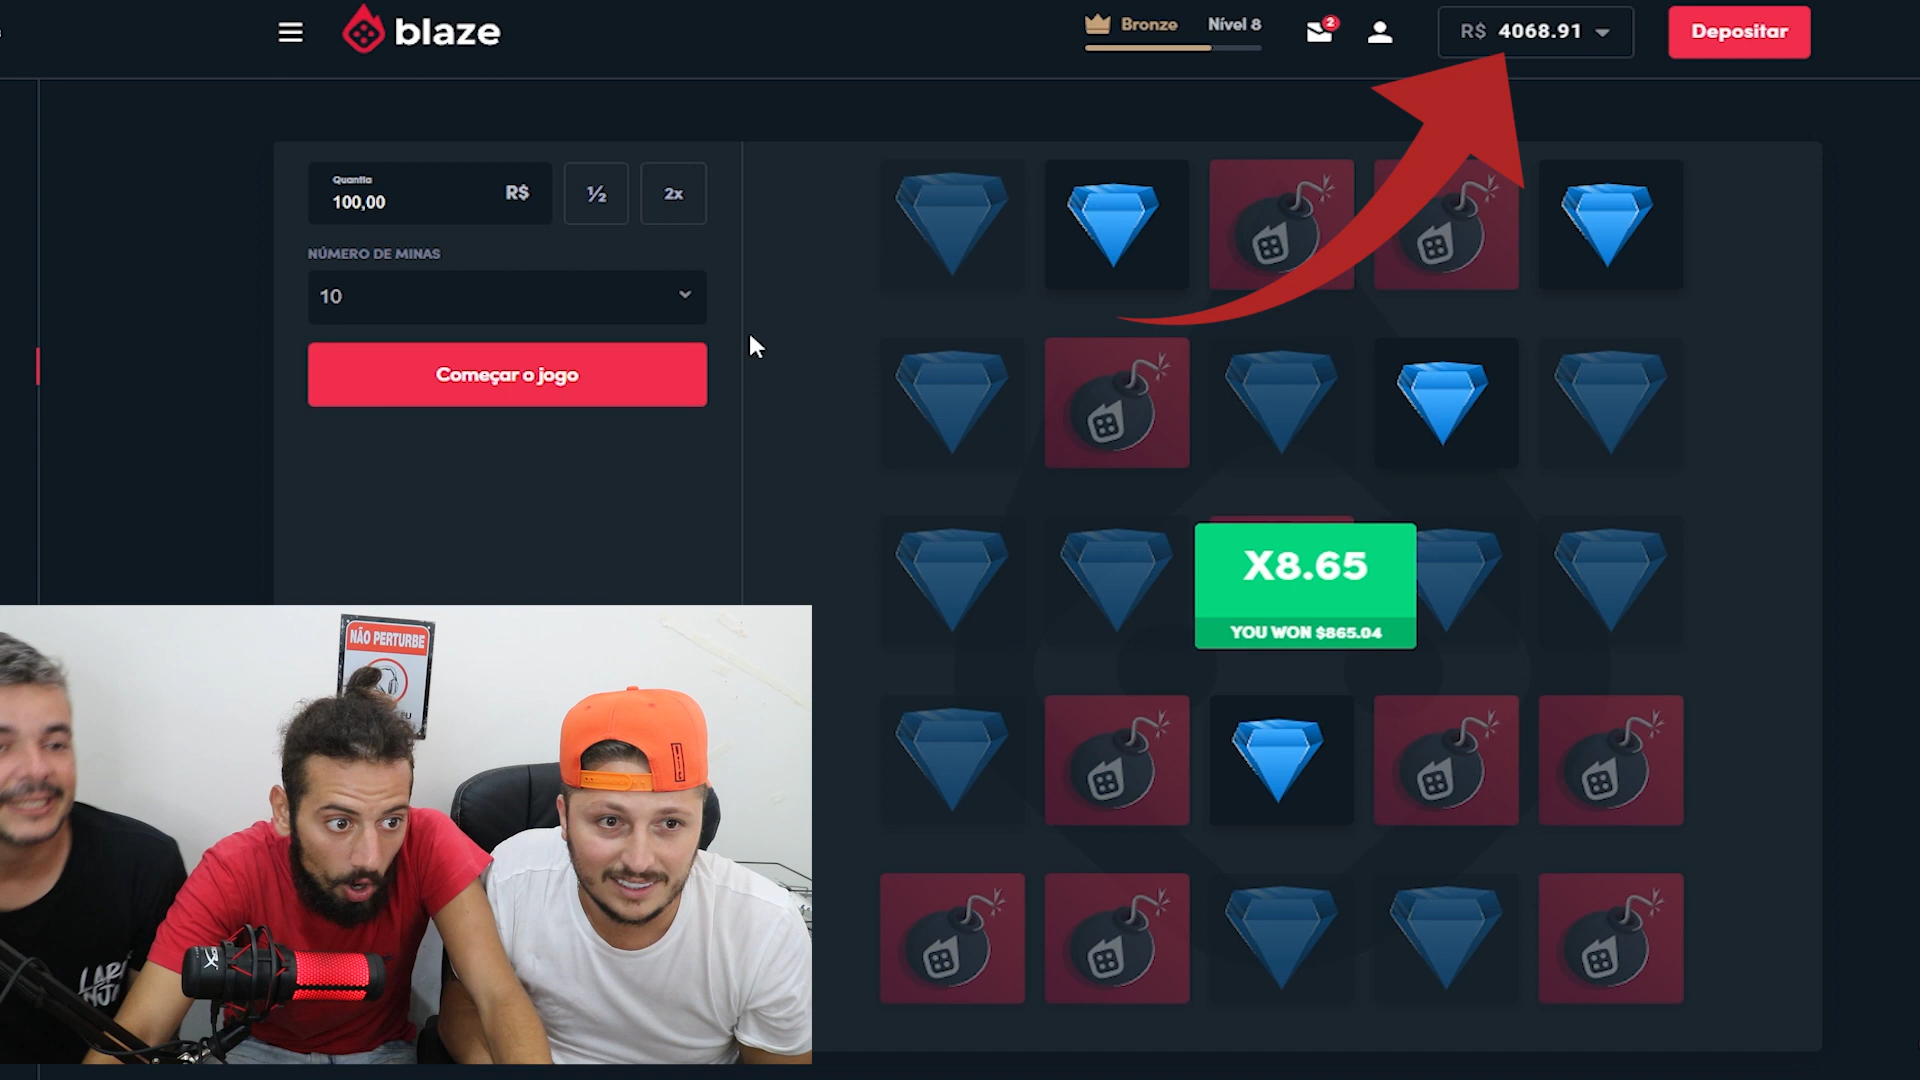 blaze
Bronze Nível 8
2
R$ 4068.91
Depositar
Quantia
100,00
R$
½
2x
NÚMERO DE MINAS
10
Começar o jogo
X8.65
YOU WON $865.04
NÃO PERTURBE